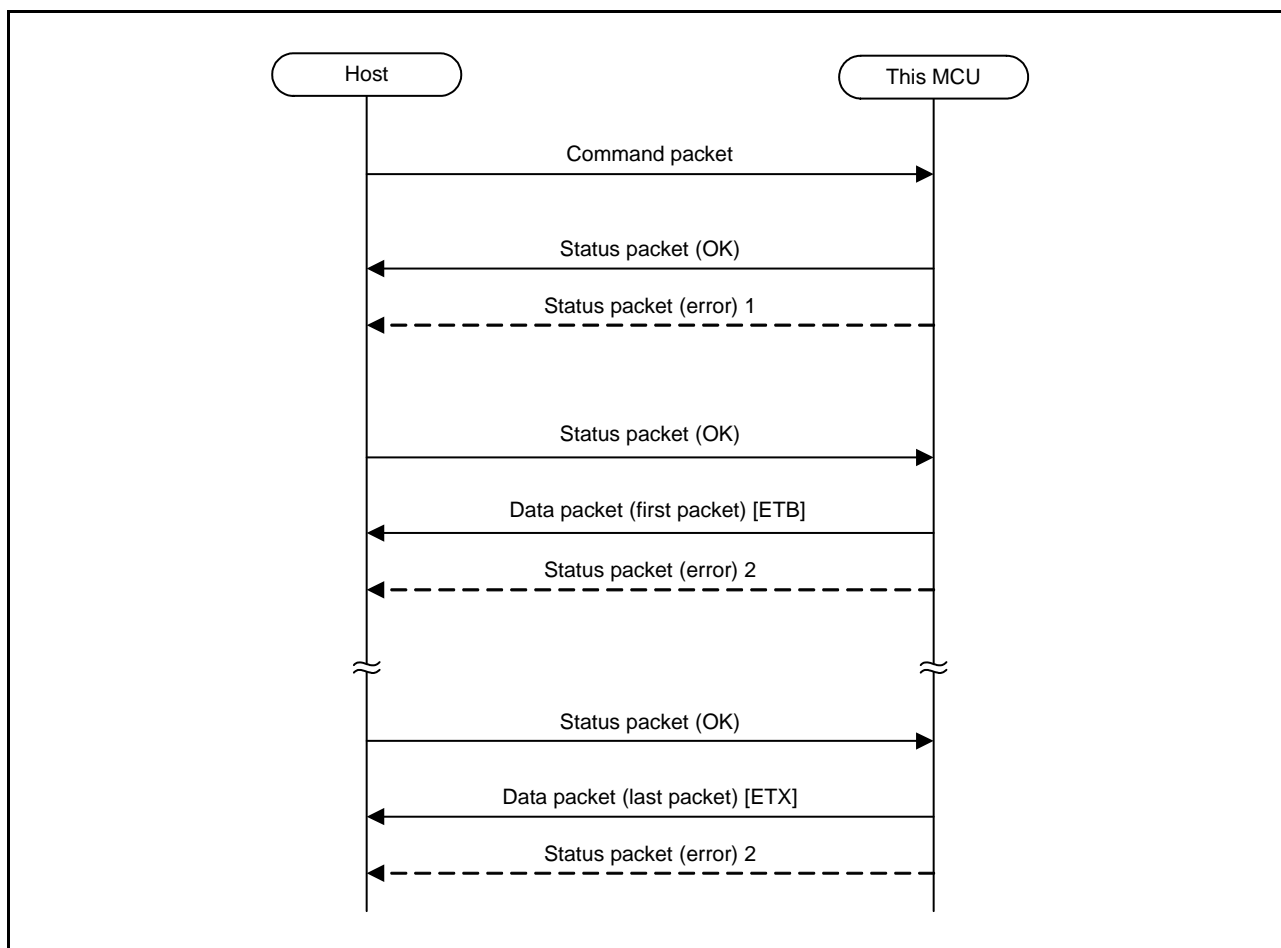 Host
This MCU
Command packet
Status packet (OK)
Status packet (error) 1
Status packet (OK)
Data packet (first packet) [ETB]
Status packet (error) 2
Status packet (OK)
Data packet (last packet) [ETX]
Status packet (error) 2